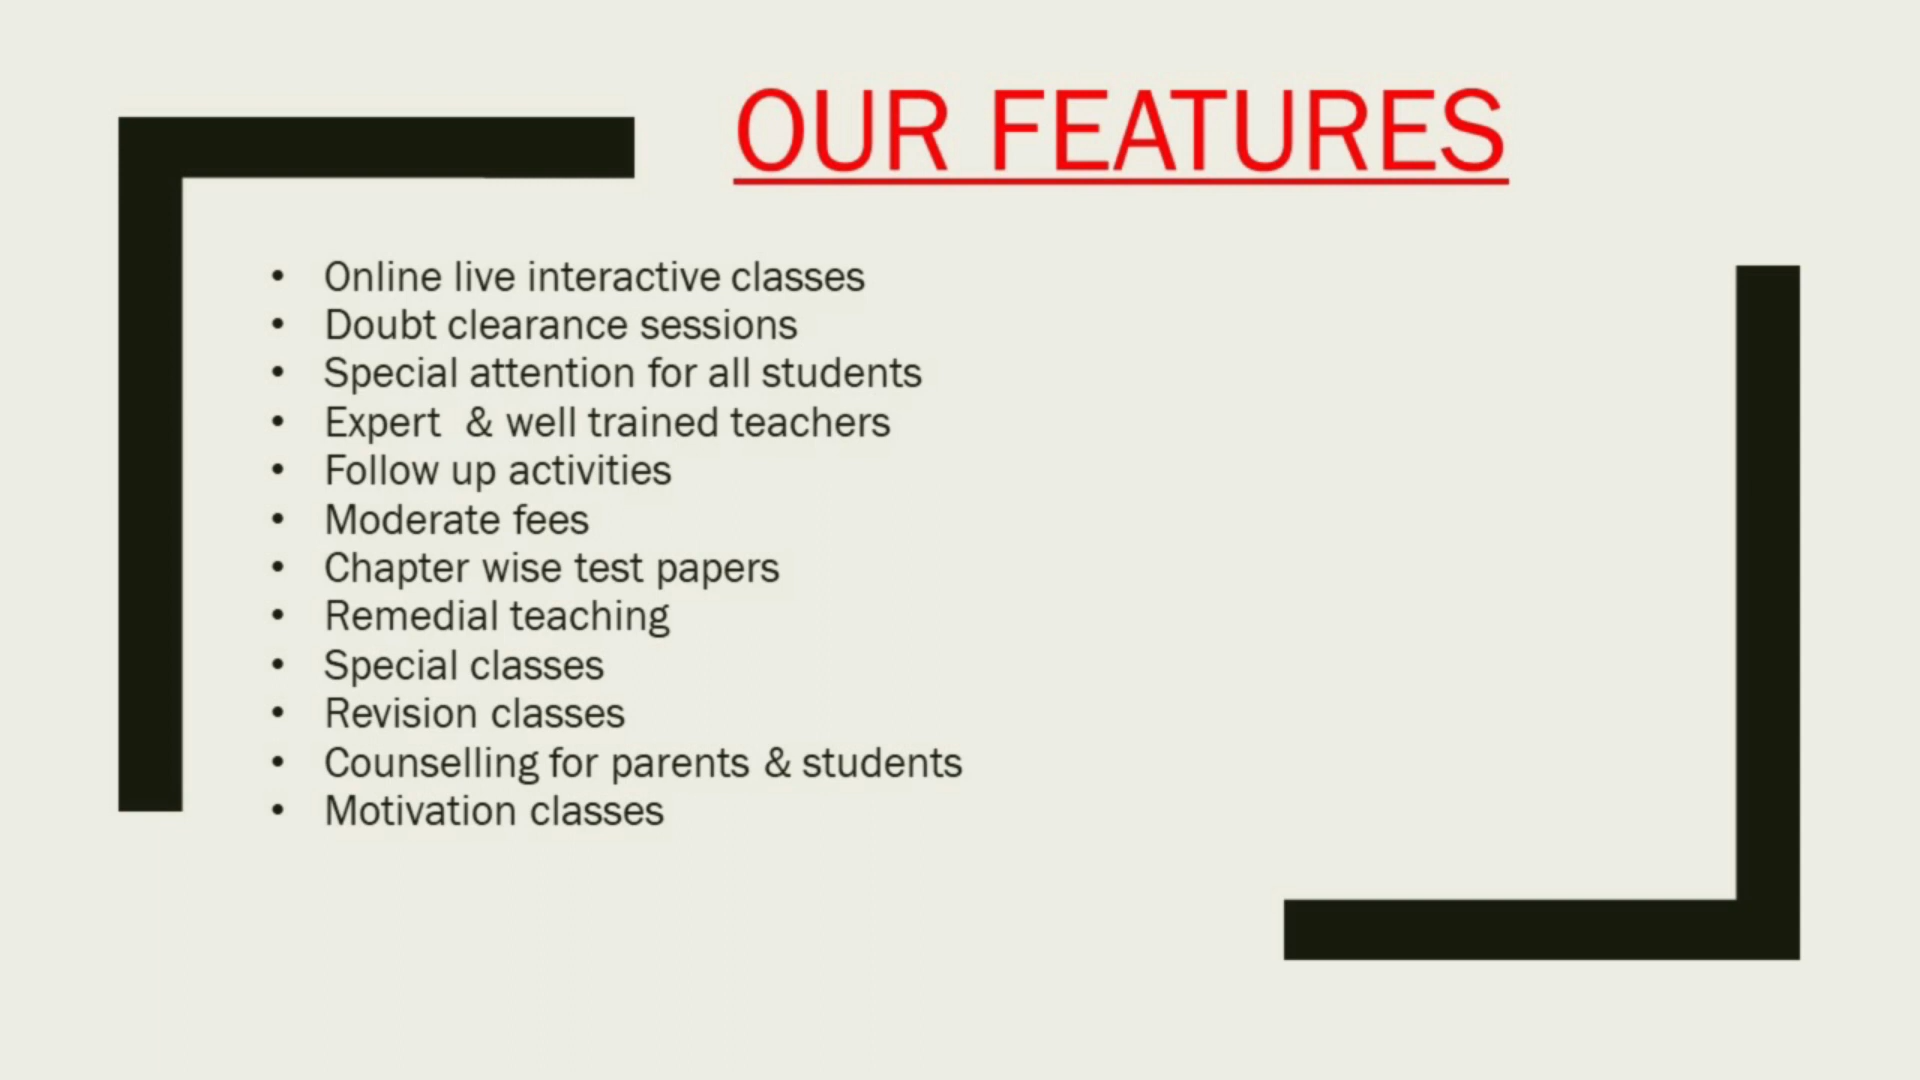 OUR FEATURES
• Online live interactive classes
• Doubt clearance sessions
• Special attention for all students
• Expert  & well trained teachers
• Follow up activities
• Moderate fees
• Chapter wise test papers
• Remedial teaching
• Special classes
• Revision classes
• Counselling for parents & students
• Motivation classes